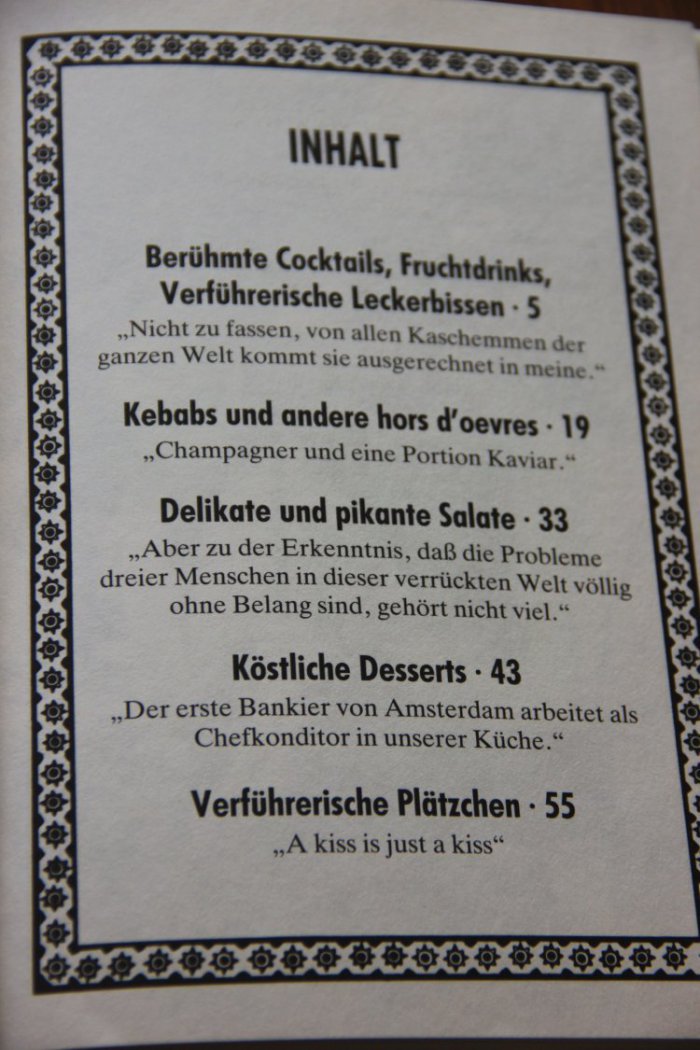 INHALT
Berühmte Cocktails, Fruchtdrinks,
Verführerische Leckerbissen · 5
„Nicht zu fassen, von allen Kaschemmen der
ganzen Welt kommt sie ausgerechnet in meine.“
Kebabs und andere hors d’oevres · 19
„Champagner und eine Portion Kaviar.“
Delikate und pikante Salate · 33
„Aber zu der Erkenntnis, daß die Probleme
dreier Menschen in dieser verrückten Welt völlig
ohne Belang sind, gehört nicht viel.“
Köstliche Desserts · 43
„Der erste Bankier von Amsterdam arbeitet als
Chefkonditor in unserer Küche.“
Verführerische Plätzchen · 55
„A kiss is just a kiss“